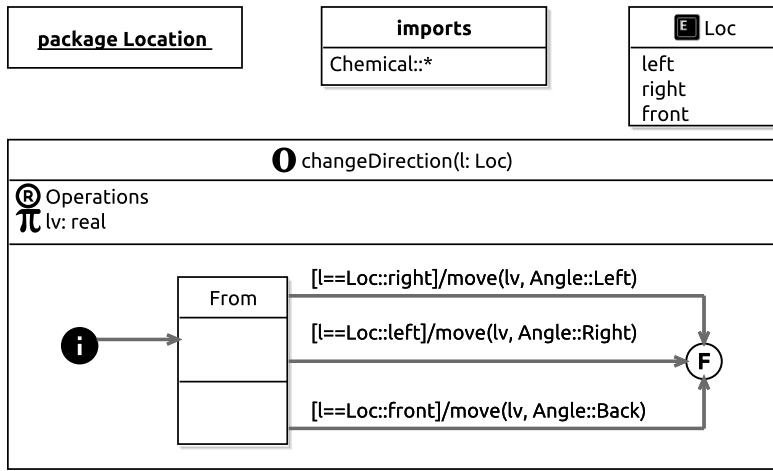 package Location
imports
Chemical::*
E Loc
left
right
front
O changeDirection(l: Loc)
R Operations
π lv: real
From
[l==Loc::right]/move(lv, Angle::Left)
[l==Loc::left]/move(lv, Angle::Right)
[l==Loc::front]/move(lv, Angle::Back)
i
F